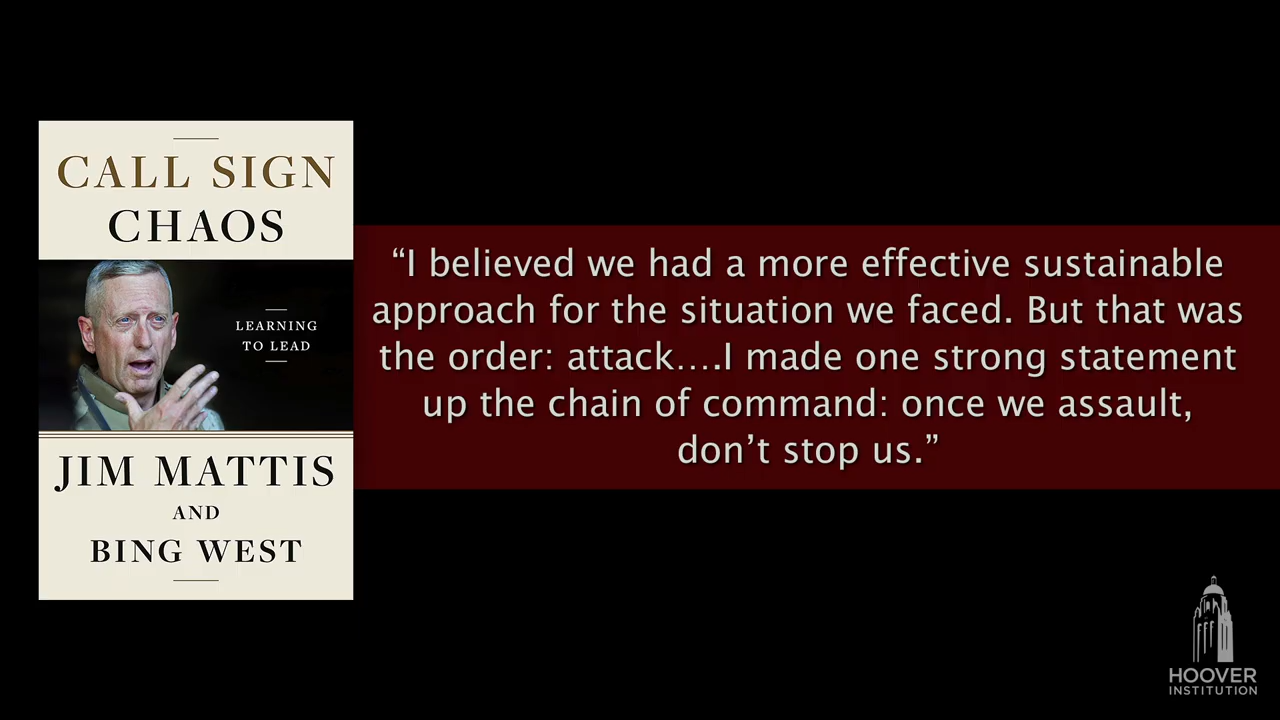 CALL SIGN
CHAOS
LEARNING
TO LEAD
JIM MATTIS
AND
BING WEST
“I believed we had a more effective sustainable
approach for the situation we faced. But that was
the order: attack….I made one strong statement
up the chain of command: once we assault,
don’t stop us.”
HOOVER
INSTITUTION